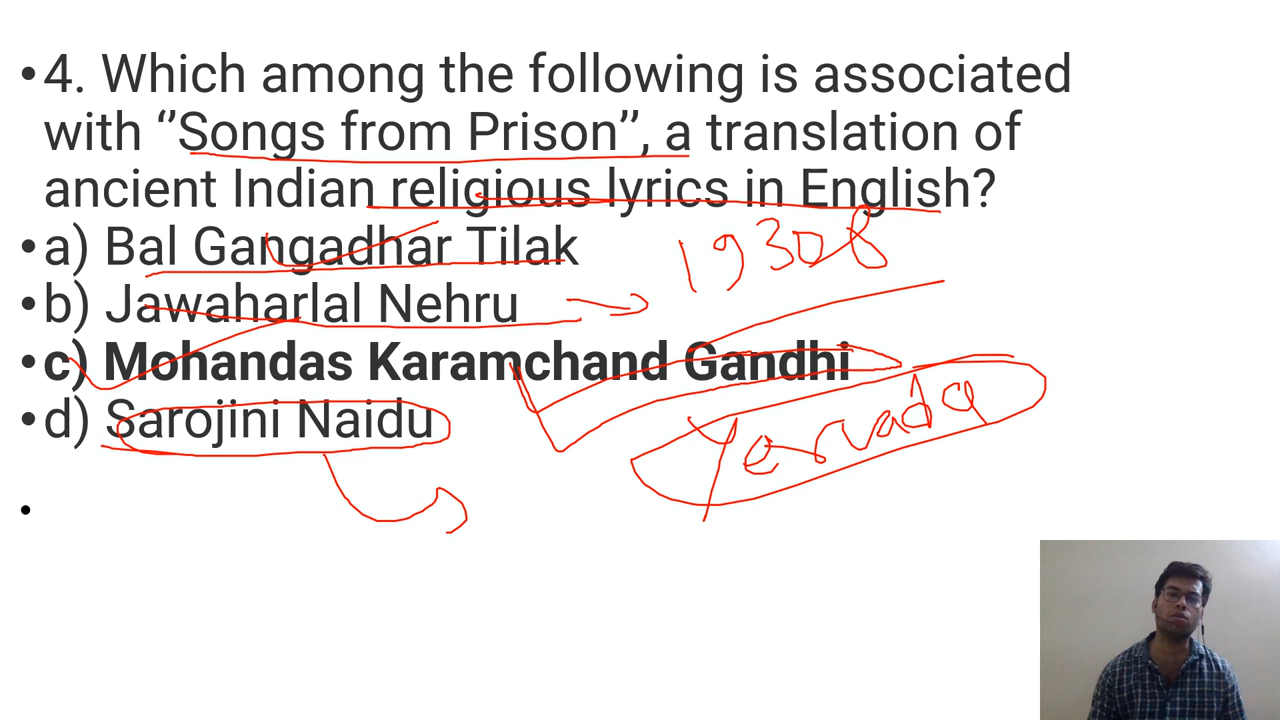 •4. Which among the following is associated
with ‘’Songs from Prison’’, a translation of
ancient Indian religious lyrics in English?
•a) Bal Gangadhar Tilak
1930s
•b) Jawaharlal Nehru
•c) Mohandas Karamchand Gandhi
•d) Sarojini Naidu
Yervada
•